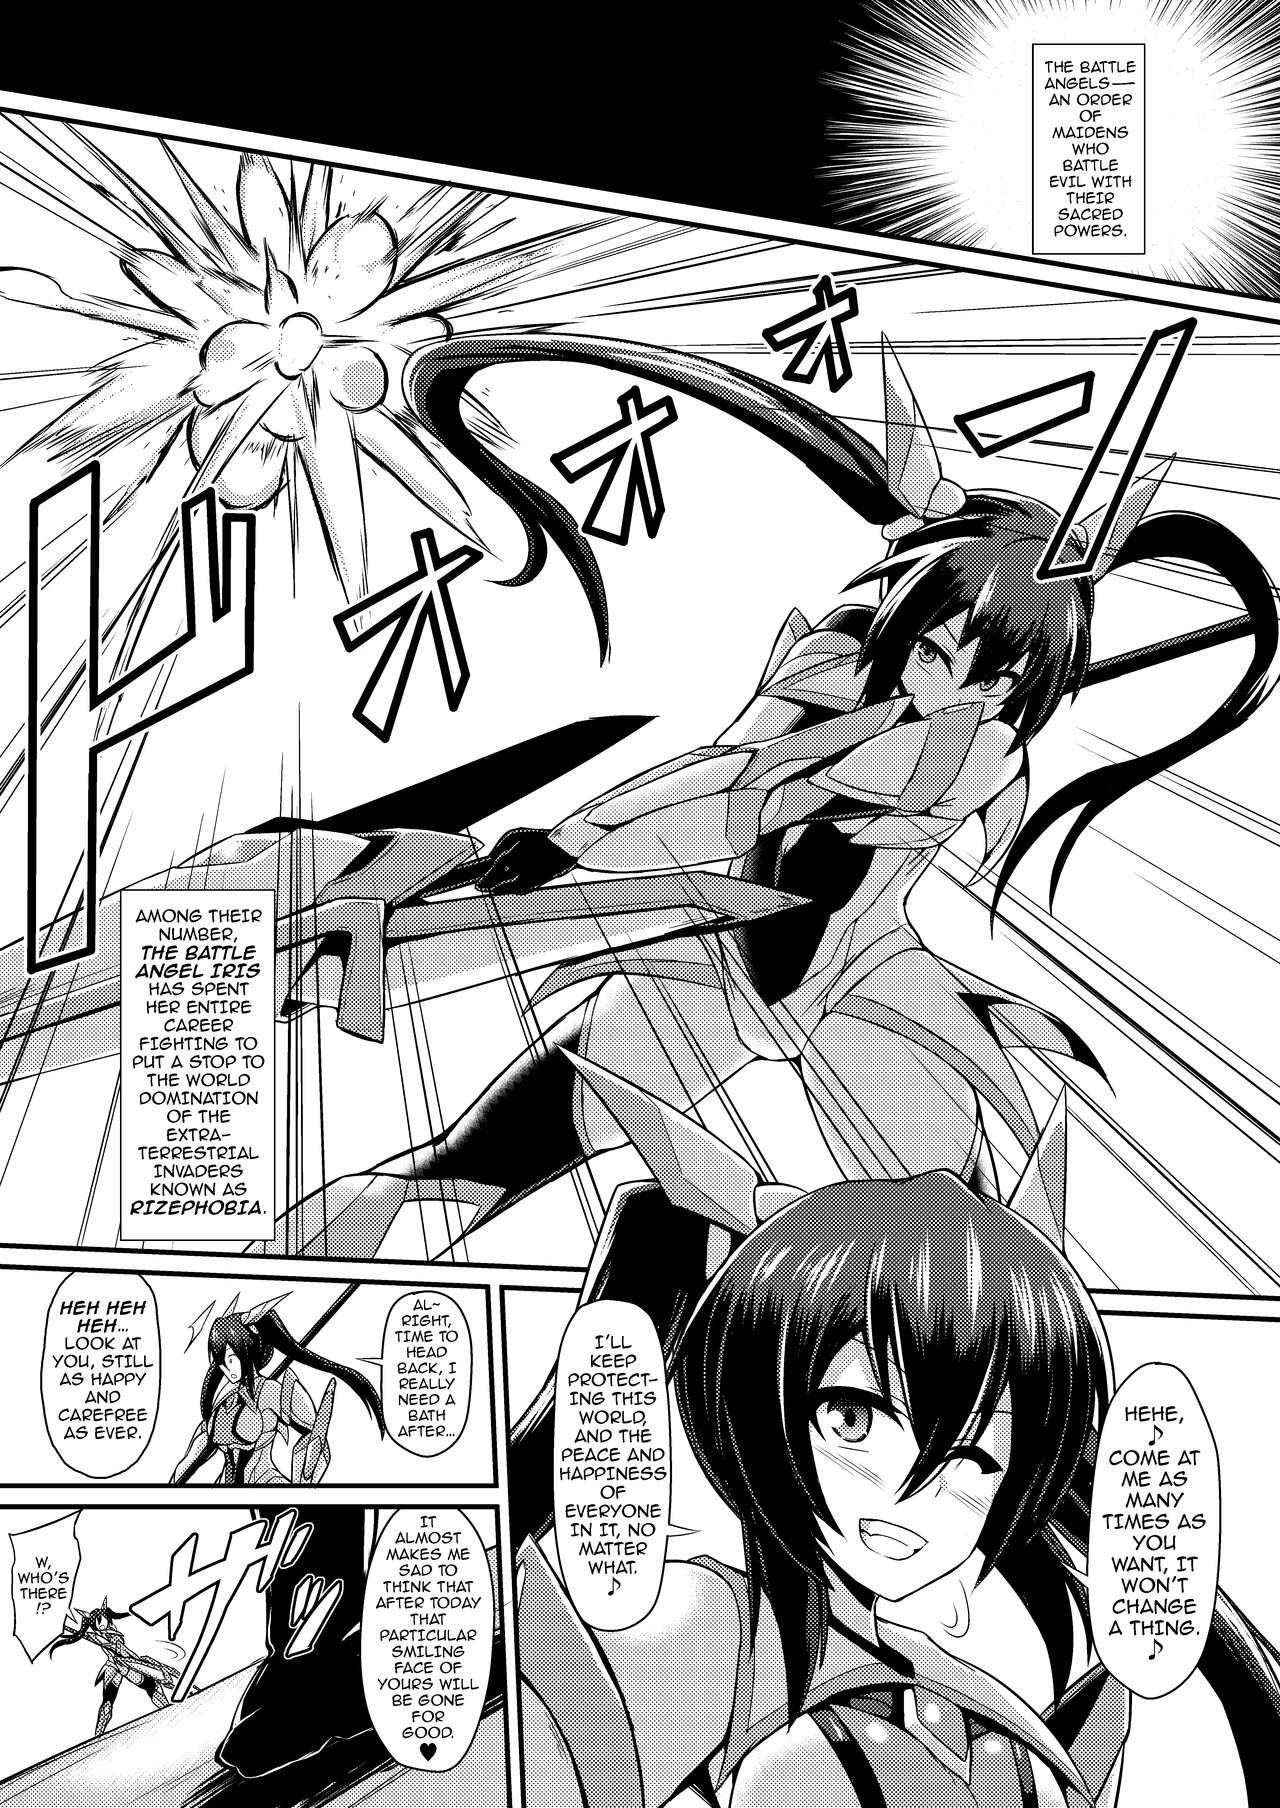 THE BATTLE
ANGELS—
AN ORDER
OF
MAIDENS
WHO
BATTLE
EVIL WITH
THEIR
SACRED
POWERS.
ドオオオーン
AMONG THEIR
NUMBER,
THE BATTLE
ANGEL IRIS
HAS SPENT
HER ENTIRE
CAREER
FIGHTING TO
PUT A STOP TO
THE WORLD
DOMINATION
OF THE
EXTRA-
TERRESTRIAL
INVADERS
KNOWN AS
RIZEPHOBIA.
HEHE,
♪
COME AT
ME AS
MANY
TIMES AS
YOU
WANT, IT
WON'T
CHANGE
A THING.
♪
I'LL
KEEP
PROTECT-
ING THIS
WORLD,
AND THE
PEACE AND
HAPPINESS
OF
EVERYONE
IN IT, NO
MATTER
WHAT.
♪
AL~
RIGHT,
TIME TO
HEAD
BACK, I
REALLY
NEED A
BATH
AFTER...
HEH HEH
HEH...
LOOK AT
YOU, STILL
AS HAPPY
AND
CAREFREE
AS EVER.
IT
ALMOST
MAKES ME
SAD TO
THINK THAT
AFTER TODAY
THAT
PARTICULAR
SMILING
FACE OF
YOURS WILL
BE GONE
FOR
GOOD.
♥
ザッ
W,
WHO'S
THERE
!?